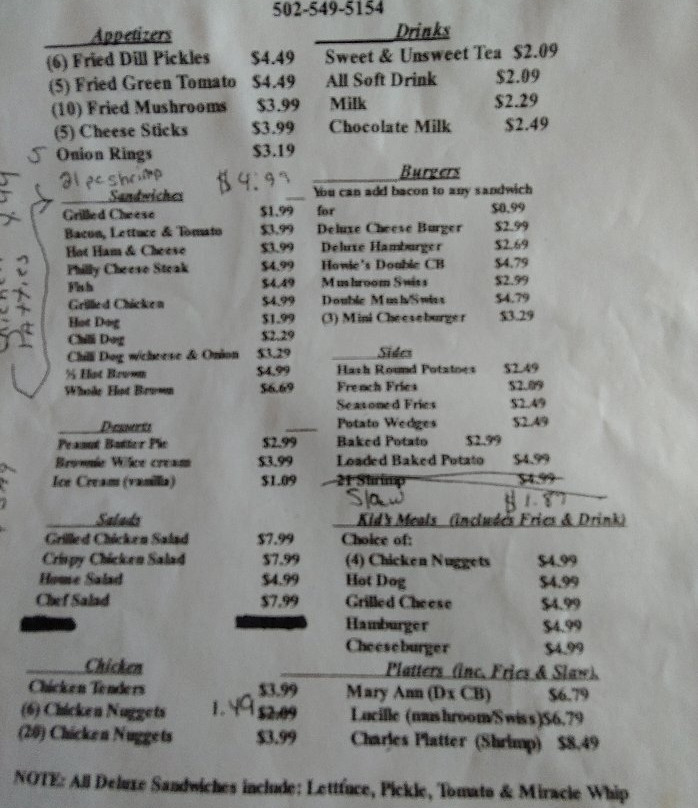 502-549-5154
Appetizers
(6) Fried Dill Pickles $4.49
(5) Fried Green Tomato $4.49
(10) Fried Mushrooms $3.99
(5) Cheese Sticks $3.99
5 Onion Rings $3.19
21 pc shrimp $4.99
Sandwiches
Grilled Cheese $1.99
Bacon, Lettuce & Tomato $3.99
Hot Ham & Cheese $3.99
Philly Cheese Steak $4.99
Fish $4.49
Grilled Chicken $4.99
Hot Dog $1.99
Chili Dog $2.29
Chili Dog w/cheese & Onion $3.29
½ Hot Brown $4.99
Whole Hot Brown $6.69
Patties
Desserts
Peanut Butter Pie $2.99
Brownie W/ice cream $3.99
Ice Cream (vanilla) $1.09
Salads
Grilled Chicken Salad $7.99
Crispy Chicken Salad $7.99
House Salad $4.99
Chef Salad $7.99
Chicken
Chicken Tenders $3.99
(6) Chicken Nuggets 1.49 $2.09
(20) Chicken Nuggets $3.99
Drinks
Sweet & Unsweet Tea $2.09
All Soft Drink $2.09
Milk $2.29
Chocolate Milk $2.49
Burgers
You can add bacon to any sandwich
for $0.99
Deluxe Cheese Burger $2.99
Deluxe Hamburger $2.69
Howie's Double CB $4.79
Mushroom Swiss $2.99
Double Mush/Swiss $4.79
(3) Mini Cheeseburger $3.29
Sides
Hash Round Potatoes $2.49
French Fries $2.09
Seasoned Fries $2.49
Potato Wedges $2.49
Baked Potato $2.99
Loaded Baked Potato $4.99
21 Shrimp $4.99
Slaw $1.87
Kid's Meals (includes Fries & Drink)
Choice of:
(4) Chicken Nuggets $4.99
Hot Dog $4.99
Grilled Cheese $4.99
Hamburger $4.99
Cheeseburger $4.99
Platters (inc. Fries & Slaw).
Mary Ann (Dx CB) $6.79
Lucille (mushroom/Swiss)$6.79
Charles Platter (Shrimp) $8.49
NOTE: All Deluxe Sandwiches include: Letttuce, Pickle, Tomato & Miracle Whip